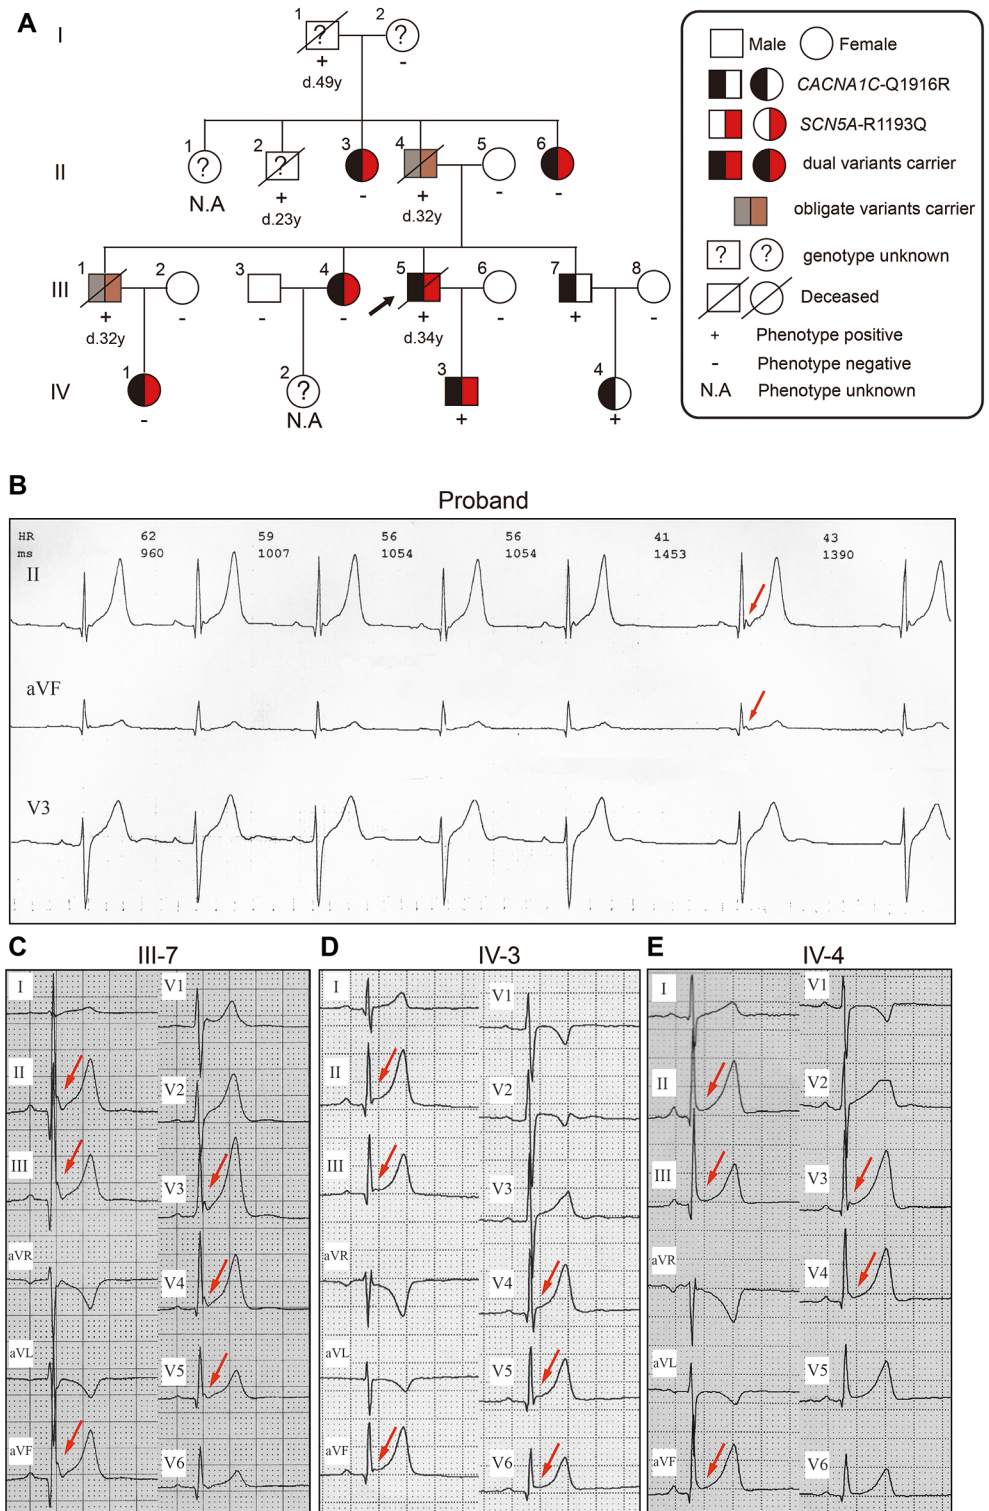 A
I
1
2
?
?
+
-
d.49y
II
1
2
3
4
5
6
?
?
N.A
+
-
+
-
-
d.23y
d.32y
III
1
2
3
4
5
6
7
8
+
-
-
-
+
-
+
-
d.32y
d.34y
IV
1
2
3
4
?
-
N.A
+
+
Male
Female
CACNA1C-Q1916R
SCN5A-R1193Q
dual variants carrier
obligate variants carrier
? ? genotype unknown
Deceased
+ Phenotype positive
- Phenotype negative
N.A Phenotype unknown
B
Proband
HR 62 59 56 56 41 43
ms 960 1007 1054 1054 1453 1390
II
aVF
V3
C
III-7
I
V1
II
V2
III
V3
aVR
V4
aVL
V5
aVF
V6
D
IV-3
I
V1
II
V2
III
V3
aVR
V4
aVL
V5
aVF
V6
E
IV-4
I
V1
II
V2
III
V3
aVR
V4
aVL
V5
aVF
V6